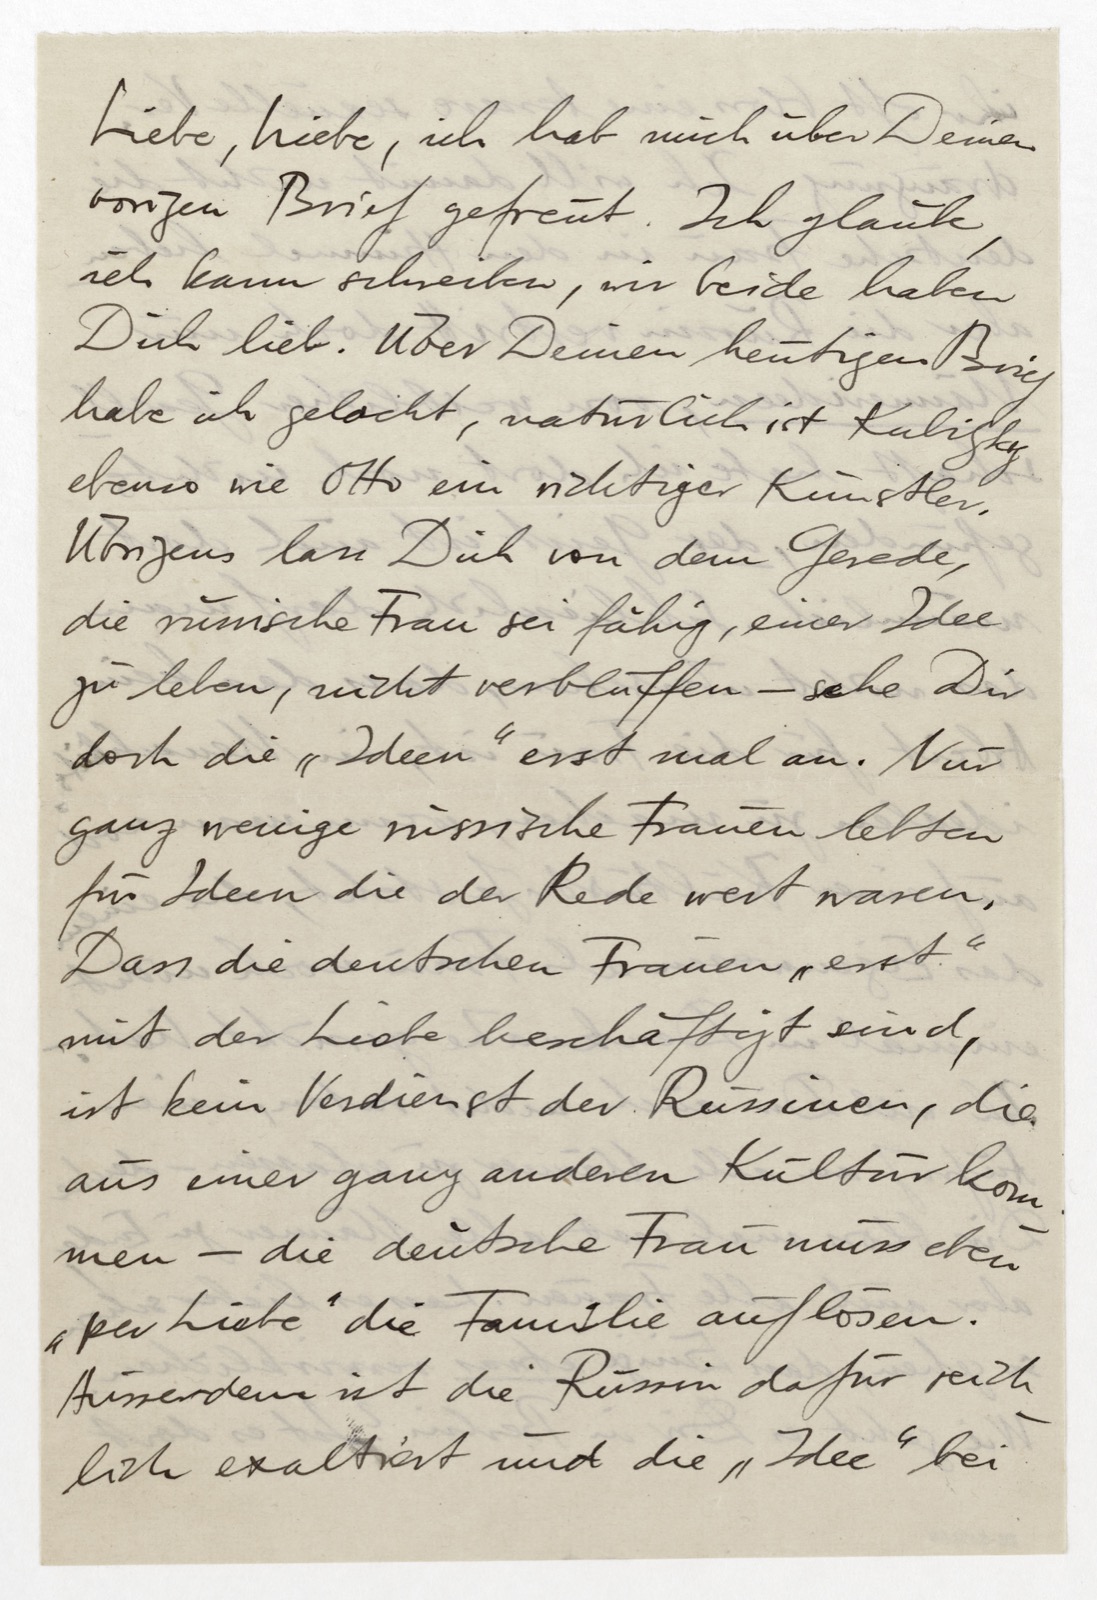 Liebe, Liebe, ich hab mich über Deinen
vorigen Brief gefreut. Ich glaube,
ich kann schreiben, wir beide haben
Dich lieb. Über Deinen heutigen Brief
habe ich gelacht, natürlich ist
ebenso wie Otto ein richtiger Künstler.
Übrigens lass Dich von dem Gerede,
die russische Frau sei fähig, einer Idee
zu leben, nicht verblüffen – sehe Dir
doch die „Ideen“ erst mal an. Nur
ganz wenige russische Frauen lebten
für Ideen die der Rede wert waren.
Dass die deutschen Frauen „erst“
mit der Liebe beschäftigt sind,
ist kein Verdienst der Russinen, die
aus einer ganz anderen Kultur kom-
men – die deutsche Frau muss eben
„per Liebe“ die Familie auflösen.
Ausserdem ist die Russin dafür reich-
lich exaltiert und die „Idee“ bei